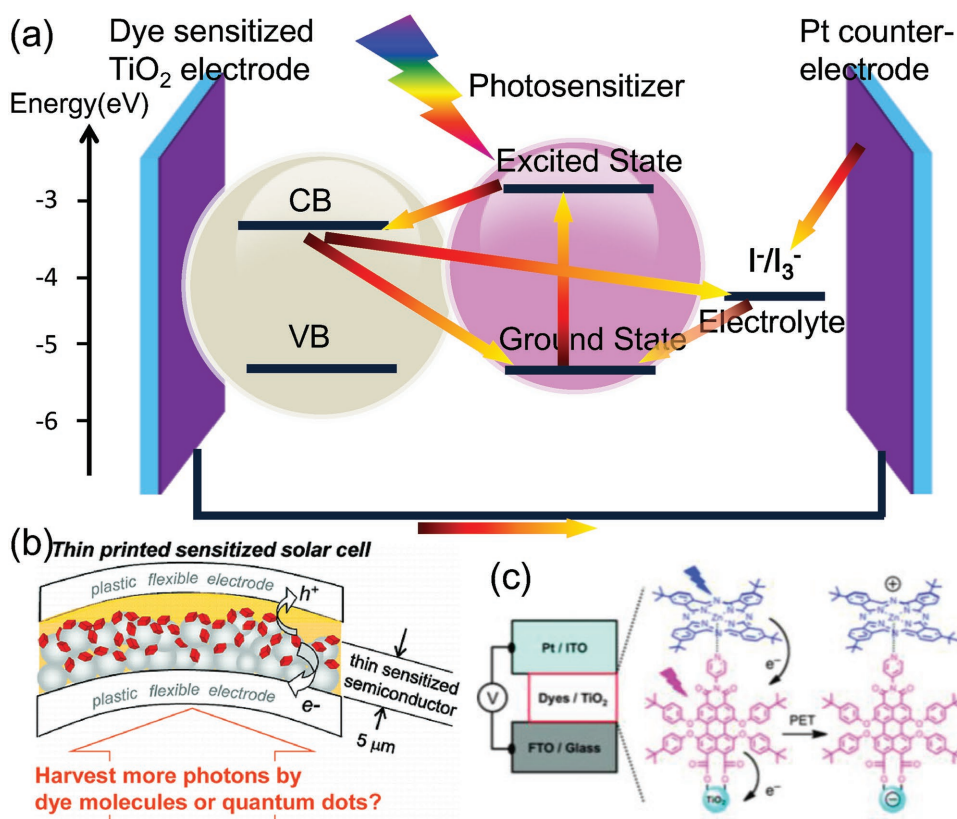 (a)
Dye sensitized
TiO₂ electrode
Pt counter-
electrode
Energy(eV)
Photosensitizer
Excited State
-3
CB
I⁻/I₃⁻
-4
Electrolyte
Ground State
VB
-5
-6
(b)
Thin printed sensitized solar cell
plastic flexible electrode
h⁺
thin sensitized
semiconductor
plastic flexible electrode
e-
5 μm
Harvest more photons by
dye molecules or quantum dots?
(c)
Pt / ITO
V
Dyes / TiO₂
FTO / Glass
N
N
N
N
Zn
N
N
N
N
e⁻
N
O
O
O
O
O
O
O
O
O
O
TiO₂
e⁻
PET
+
N
N
N
N
Zn
N
N
N
N
N
O
O
O
O
O
O
O
O
O
O
−